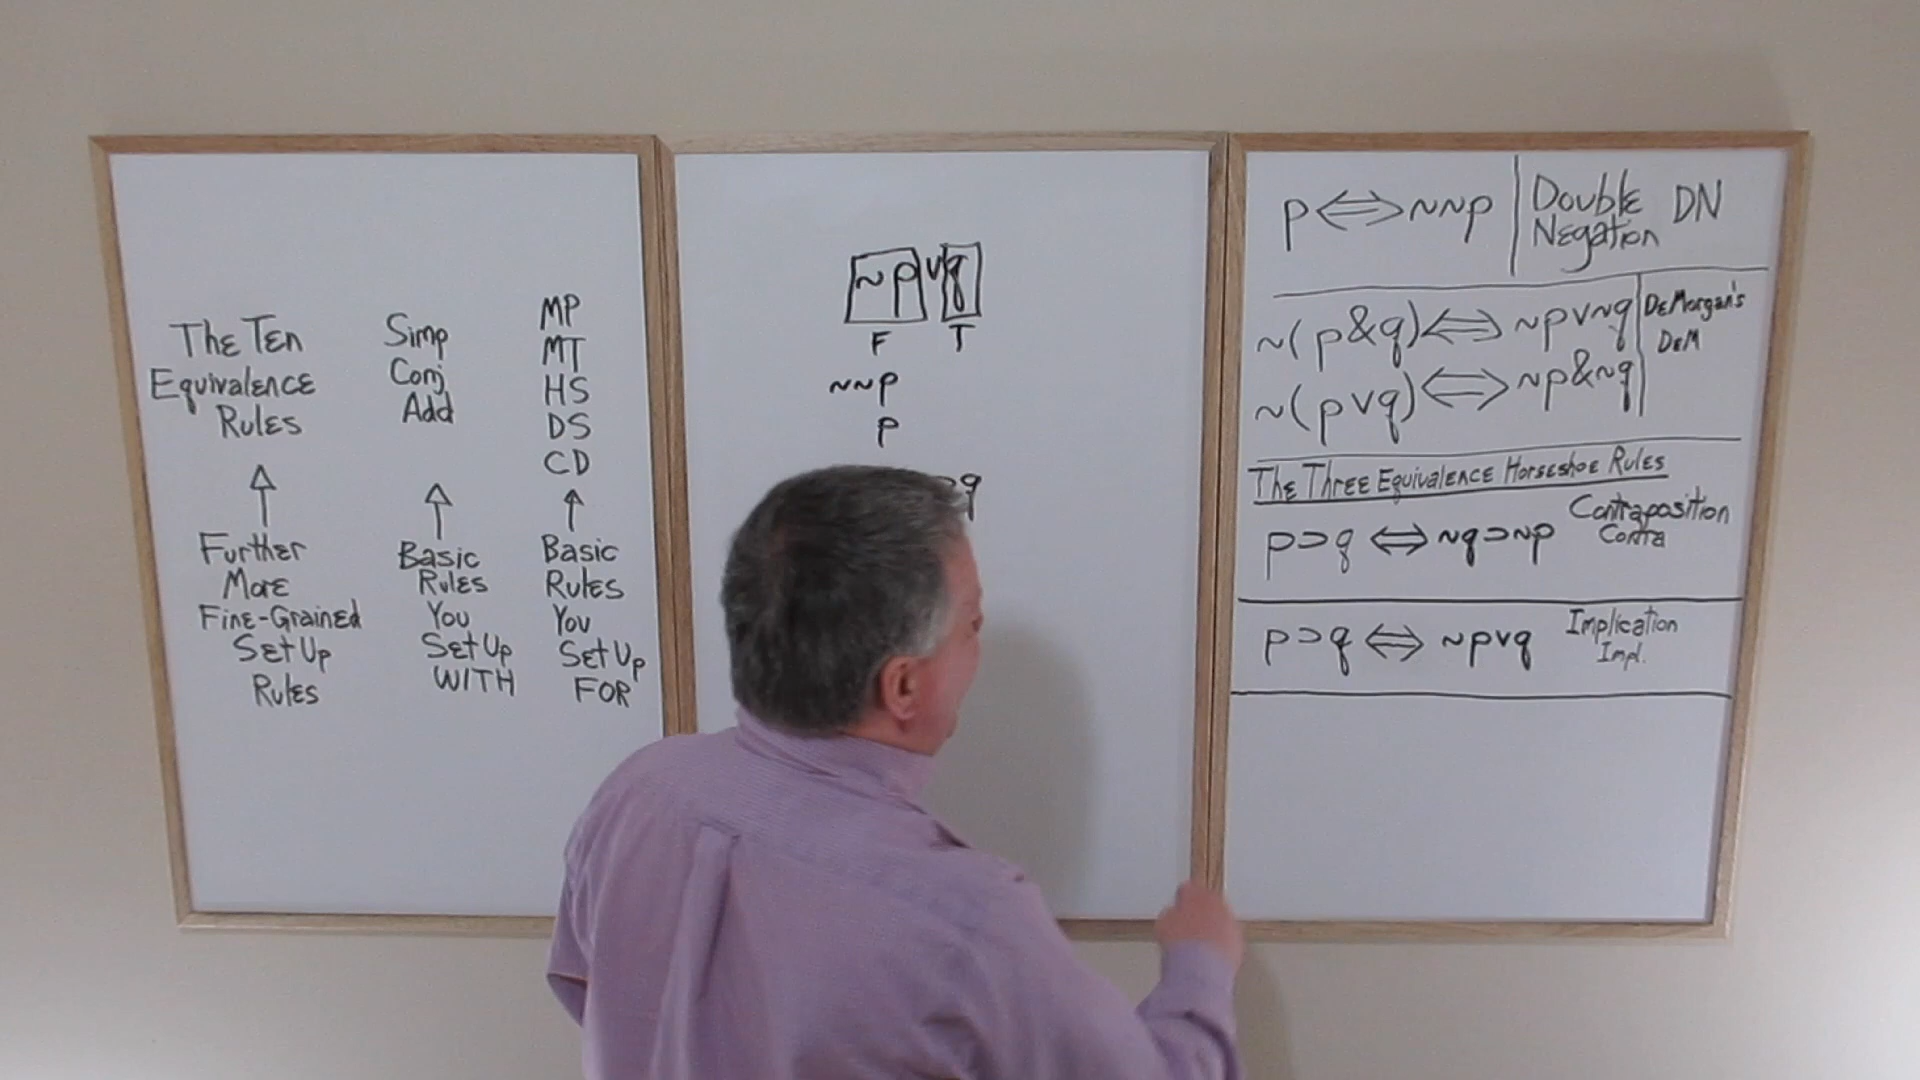 The Ten
Equivalence
Rules
Further
More
Fine-Grained
Set Up
Rules
Simp
Conj
Add
Basic
Rules
You
Set Up
WITH
MP
MT
HS
DS
CD
Basic
Rules
You
Set Up
FOR
~p v q
F T
~~p
p
⊃q
p ⇔ ~~p Double Negation DN
~(p & q) ⇔ ~p v ~q DeMorgan's
DeM
~(p v q) ⇔ ~p & ~q
The Three Equivalence Horseshoe Rules
p ⊃ q ⇔ ~q ⊃ ~p Contraposition
Contra
p ⊃ q ⇔ ~p v q Implication
Impl.